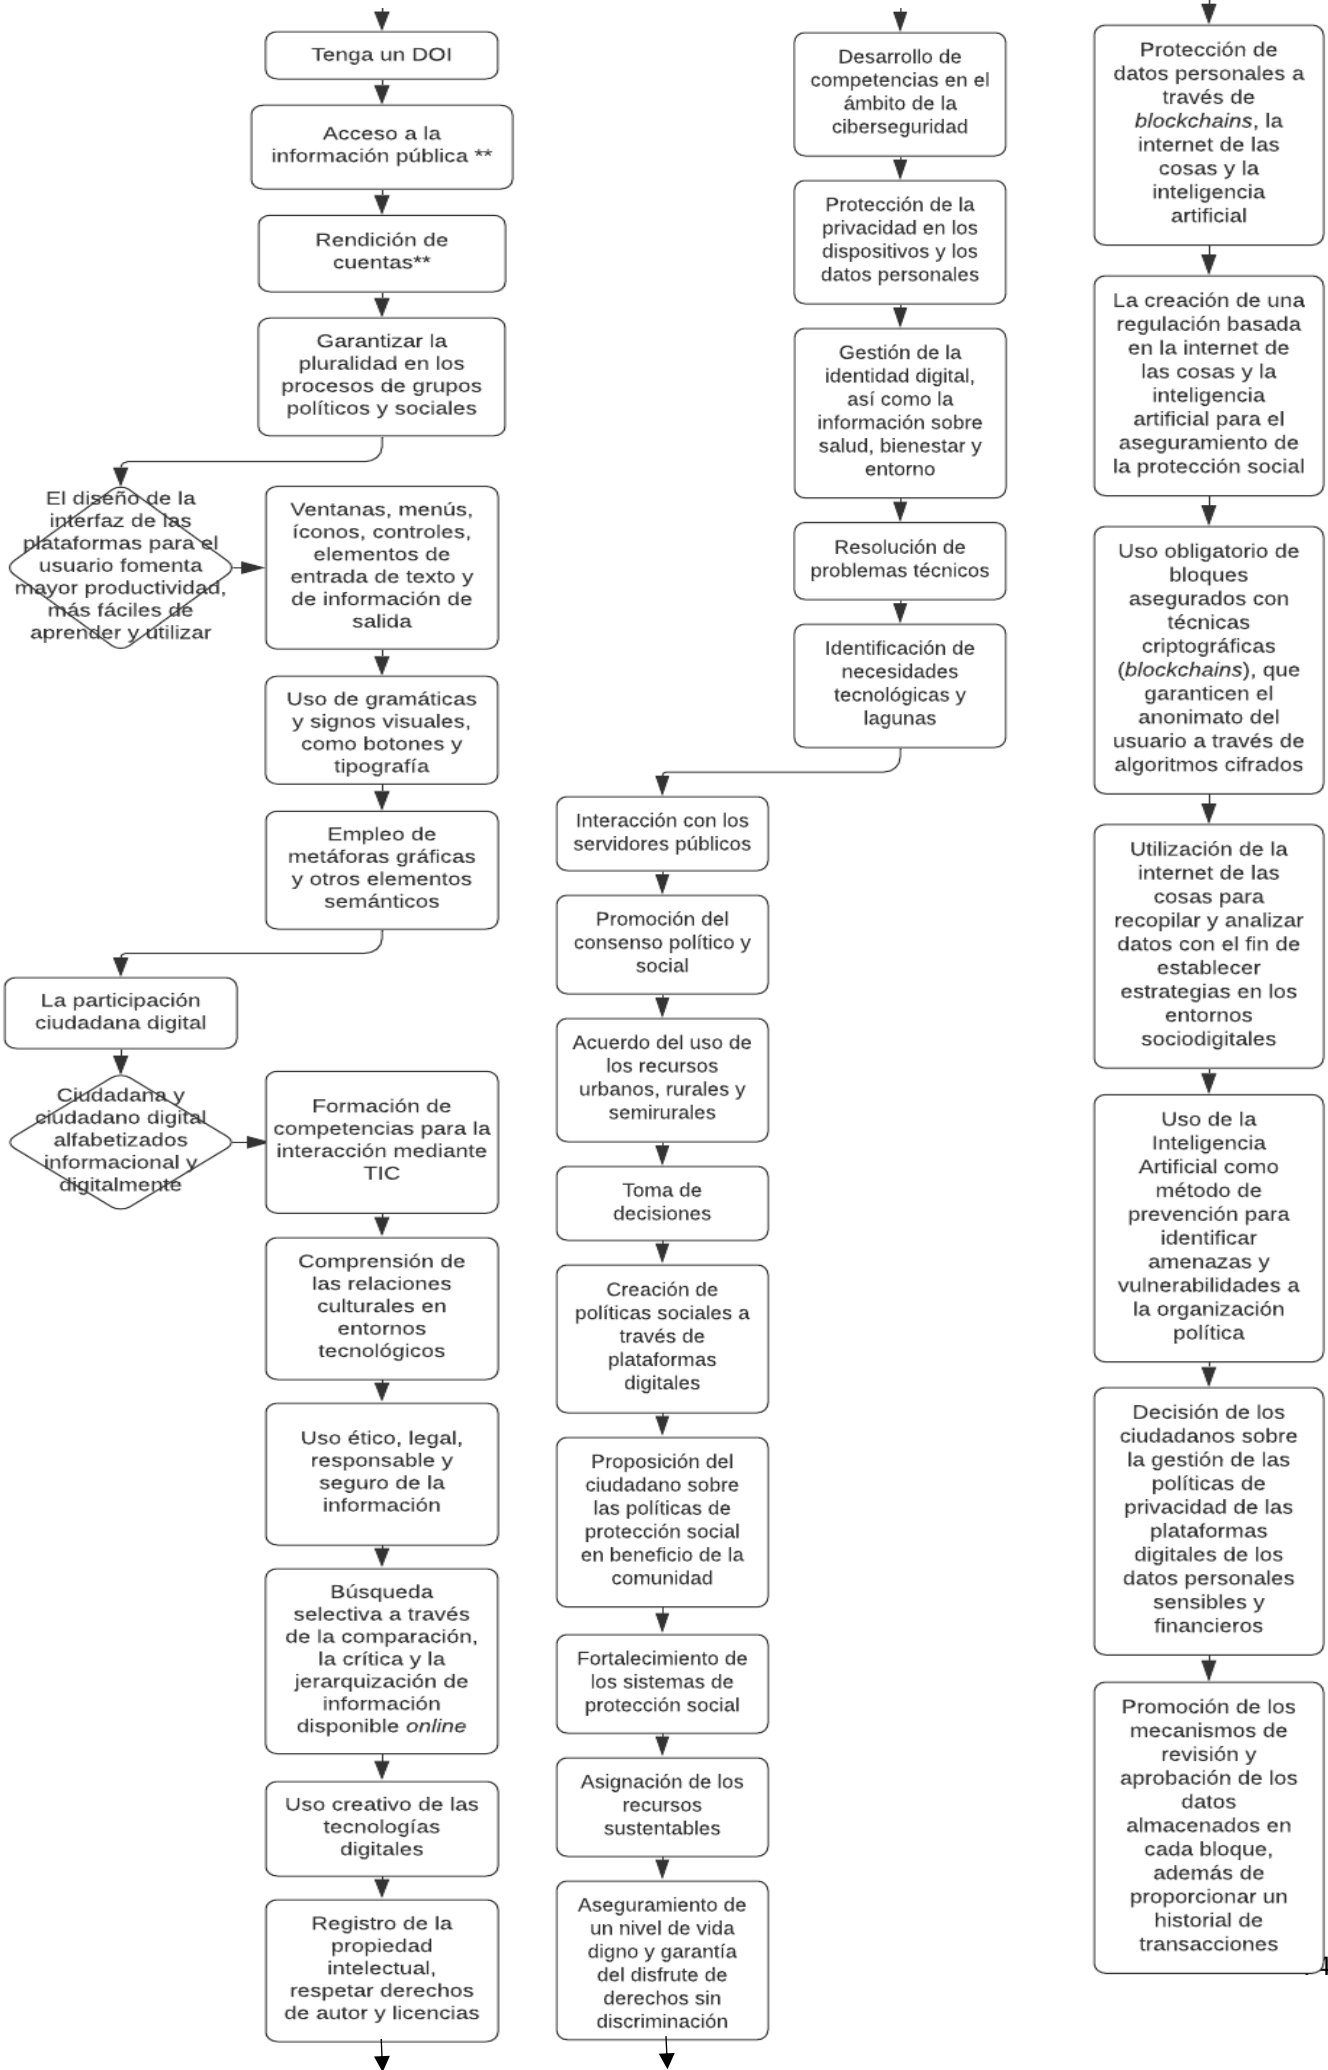 Tenga un DOI
Acceso a la
información pública **
Rendición de
cuentas**
Garantizar la
pluralidad en los
procesos de grupos
políticos y sociales
El diseño de la
interfaz de las
plataformas para el
usuario fomenta
mayor productividad,
más fáciles de
aprender y utilizar
Ventanas, menús,
íconos, controles,
elementos de
entrada de texto y
de información de
salida
Uso de gramáticas
y signos visuales,
como botones y
tipografía
Empleo de
metáforas gráficas
y otros elementos
semánticos
La participación
ciudadana digital
Ciudadana y
ciudadano digital
alfabetizados
informacional y
digitalmente
Formación de
competencias para la
interacción mediante
TIC
Comprensión de
las relaciones
culturales en
entornos
tecnológicos
Uso ético, legal,
responsable y
seguro de la
información
Búsqueda
selectiva a través
de la comparación,
la crítica y la
jerarquización de
información
disponible online
Uso creativo de las
tecnologías
digitales
Registro de la
propiedad
intelectual,
respetar derechos
de autor y licencias
Desarrollo de
competencias en el
ámbito de la
ciberseguridad
Protección de la
privacidad en los
dispositivos y los
datos personales
Gestión de la
identidad digital,
así como la
información sobre
salud, bienestar y
entorno
Resolución de
problemas técnicos
Identificación de
necesidades
tecnológicas y
lagunas
Interacción con los
servidores públicos
Promoción del
consenso político y
social
Acuerdo del uso de
los recursos
urbanos, rurales y
semirurales
Toma de
decisiones
Creación de
políticas sociales a
través de
plataformas
digitales
Proposición del
ciudadano sobre
las políticas de
protección social
en beneficio de la
comunidad
Fortalecimiento de
los sistemas de
protección social
Asignación de los
recursos
sustentables
Aseguramiento de
un nivel de vida
digno y garantía
del disfrute de
derechos sin
discriminación
Protección de
datos personales a
través de
blockchains, la
internet de las
cosas y la
inteligencia
artificial
La creación de una
regulación basada
en la internet de
las cosas y la
inteligencia
artificial para el
aseguramiento de
la protección social
Uso obligatorio de
bloques
asegurados con
técnicas
criptográficas
(blockchains), que
garanticen el
anonimato del
usuario a través de
algoritmos cifrados
Utilización de la
internet de las
cosas para
recopilar y analizar
datos con el fin de
establecer
estrategias en los
entornos
sociodigitales
Uso de la
Inteligencia
Artificial como
método de
prevención para
identificar
amenazas y
vulnerabilidades a
la organización
política
Decisión de los
ciudadanos sobre
la gestión de las
políticas de
privacidad de las
plataformas
digitales de los
datos personales
sensibles y
financieros
Promoción de los
mecanismos de
revisión y
aprobación de los
datos
almacenados en
cada bloque,
además de
proporcionar un
historial de
transacciones